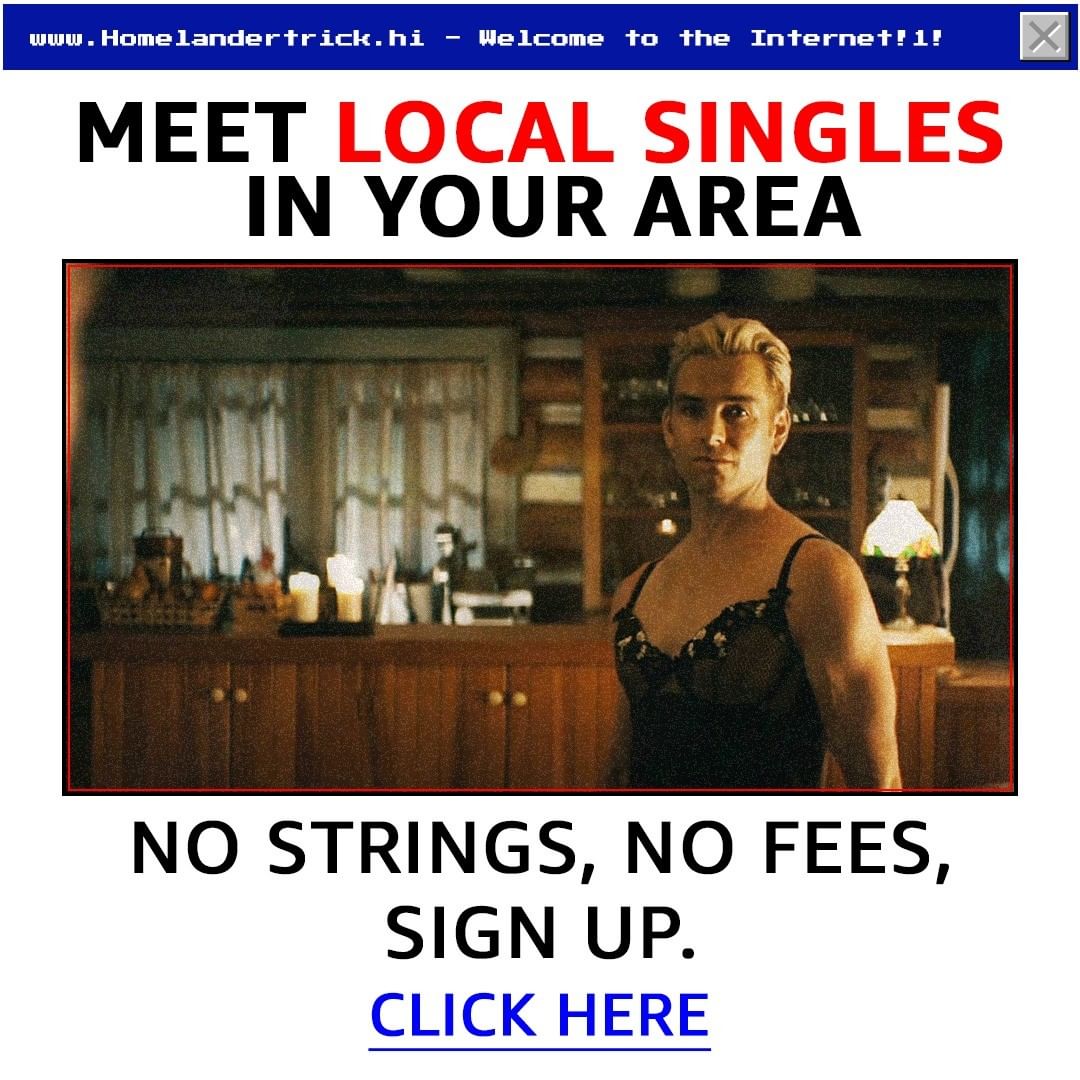 www.Homelandertrick.hi - Welcome to the Internet!1!
MEET LOCAL SINGLES
IN YOUR AREA
NO STRINGS, NO FEES,
SIGN UP.
CLICK HERE